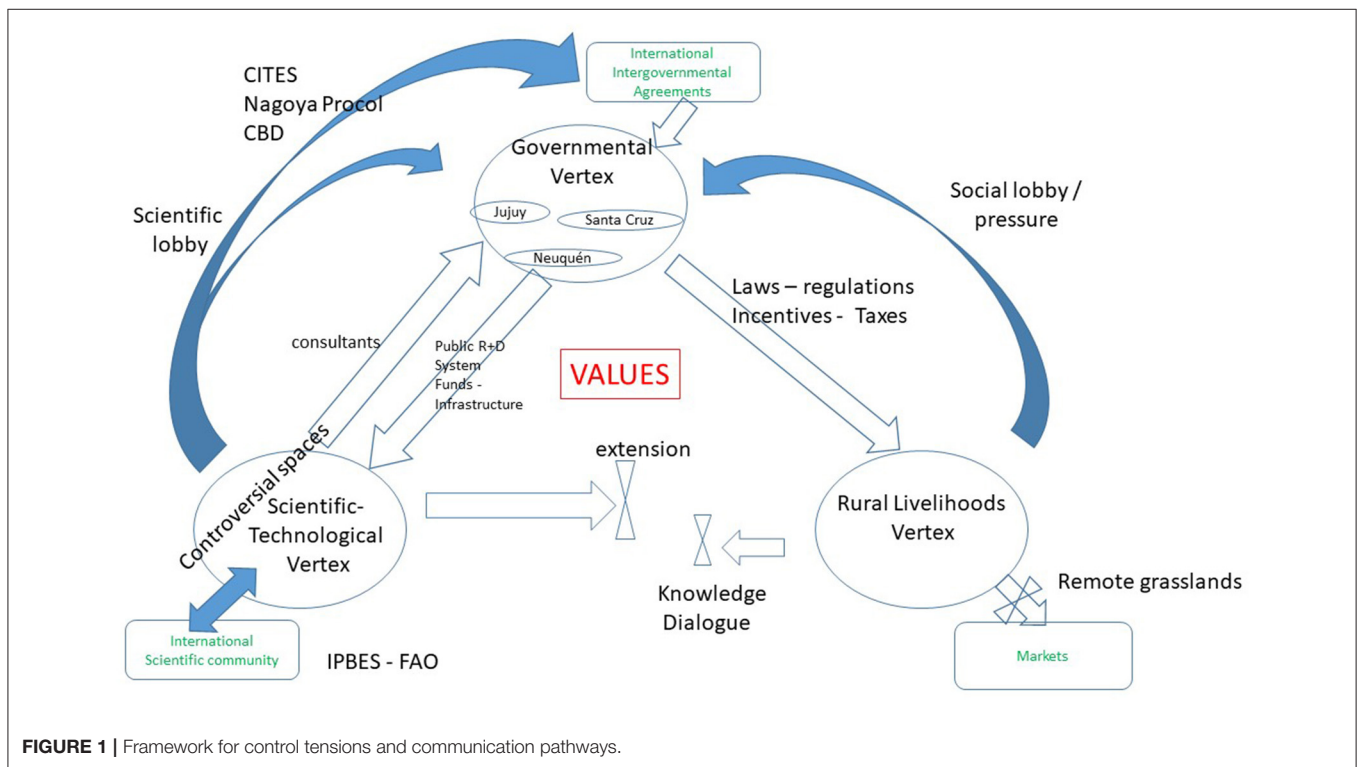 CITES
Nagoya Procol
CBD
International
Intergovernmental
Agreements
Governmental
Vertex
Jujuy
Santa Cruz
Neuquén
Scientific
lobby
Social lobby /
pressure
Laws – regulations
Incentives - Taxes
consultants
Public R+D
System
Funds -
Infrastructure
VALUES
Controversial spaces
Scientific-
Technological
Vertex
extension
Rural Livelihoods
Vertex
Knowledge
Dialogue
Remote grasslands
International
Scientific community
IPBES - FAO
Markets
FIGURE 1 | Framework for control tensions and communication pathways.